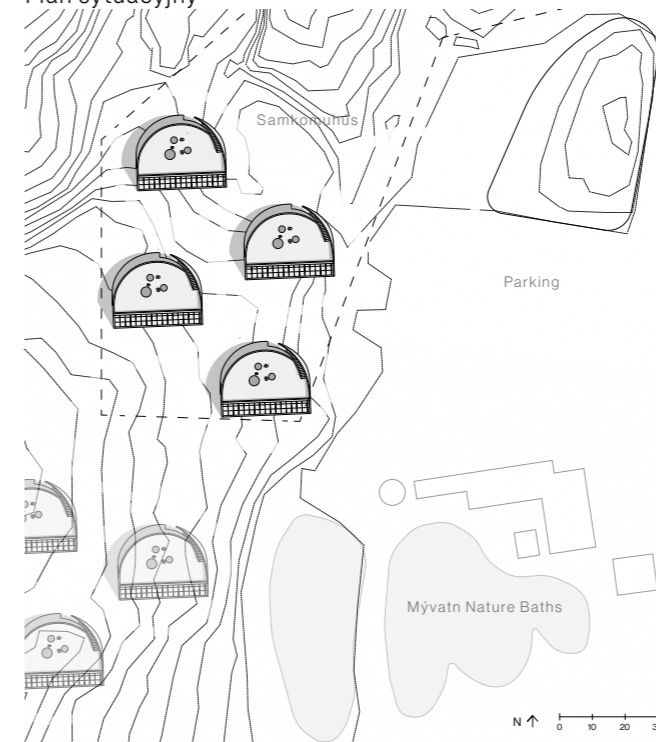 Plan sytuacyjny
Samkomuhus
Parking
Mývatn Nature Baths
N
0 10 20